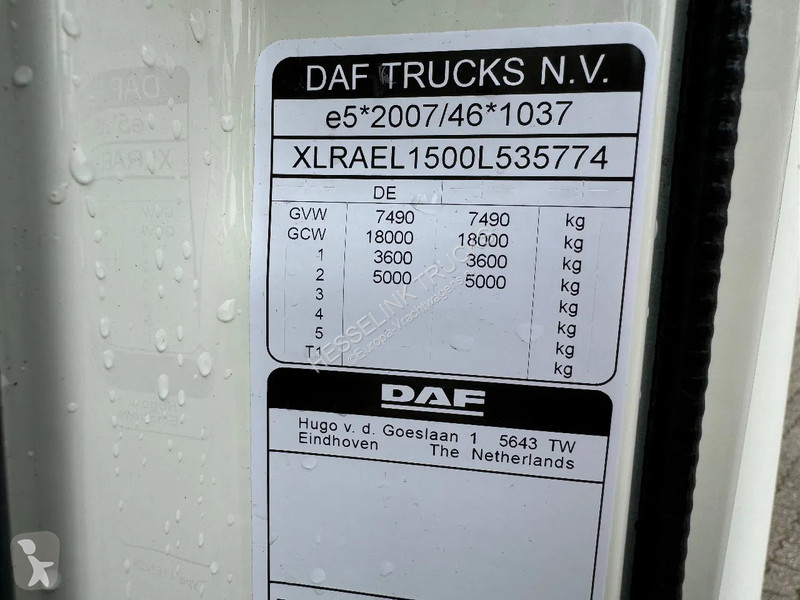 DAF TRUCKS N.V.
e5*2007/46*1037
XLRAEL1500L535774
DE
GVW 7490 7490 kg
GCW 18000 18000 kg
1 3600 3600 kg
2 5000 5000 kg
3 kg
4 kg
5 kg
T1 kg
HESSELINK TRUCKS
DAF
Hugo v. d. Goeslaan 1 5643 TW
Eindhoven The Netherlands